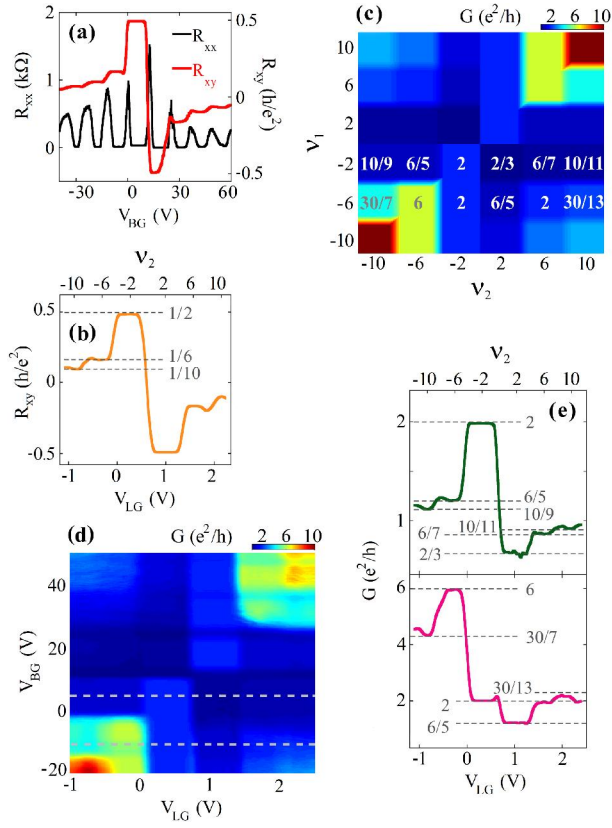 (a)
2
1
0
R_xx (kΩ)
R_xx
R_xy
0.5
0
-0.5
R_xy (h/e²)
-30 0 30 60
V_BG (V)
(c)
G (e²/h) 2 6 10
10
6
2
-2
-6
-10
ν₁
10/9 6/5 2 2/3 6/7 10/11
30/7 6 2 6/5 2 30/13
-10 -6 -2 2 6 10
ν₂
ν₂
-10 -6 -2 2 6 10
(b)
0.5
0
-0.5
R_xy (h/e²)
1/2
1/6
1/10
-1 0 1 2
V_LG (V)
(d)
G (e²/h) 2 6 10
40
20
0
-20
V_BG (V)
-1 0 1 2
V_LG (V)
ν₂
-10 -6 -2 2 6 10
(e)
2
1
2
6/5
10/9
10/11
6/7
2/3
G (e²/h)
6
4
2
6
30/7
30/13
2
6/5
-1 0 1 2
V_LG (V)